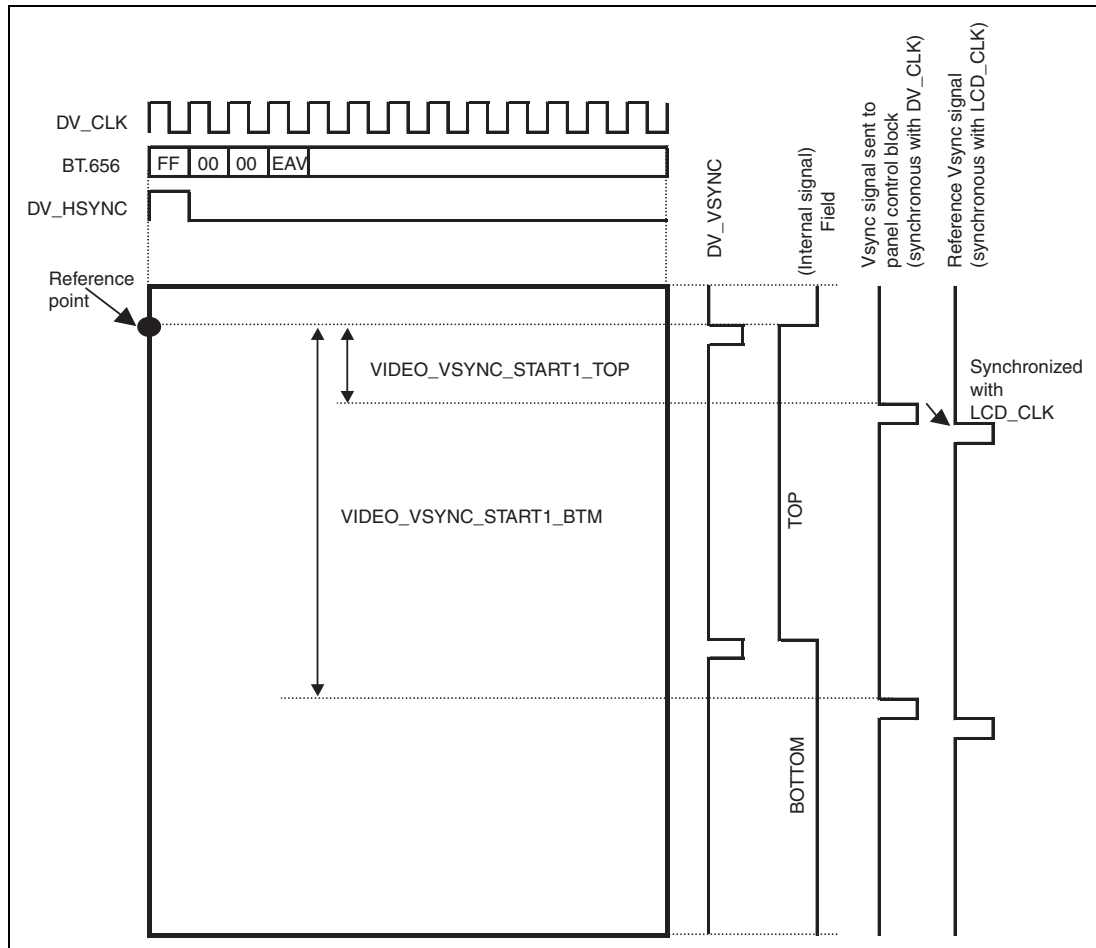 DV_CLK
BT.656
FF 00 00 EAV
DV_HSYNC
DV_VSYNC
(Internal signal)
Field
Vsync signal sent to
panel control block
(synchronous with DV_CLK)
Reference Vsync signal
(synchronous with LCD_CLK)
Reference
point
VIDEO_VSYNC_START1_TOP
Synchronized
with
LCD_CLK
VIDEO_VSYNC_START1_BTM
TOP
BOTTOM